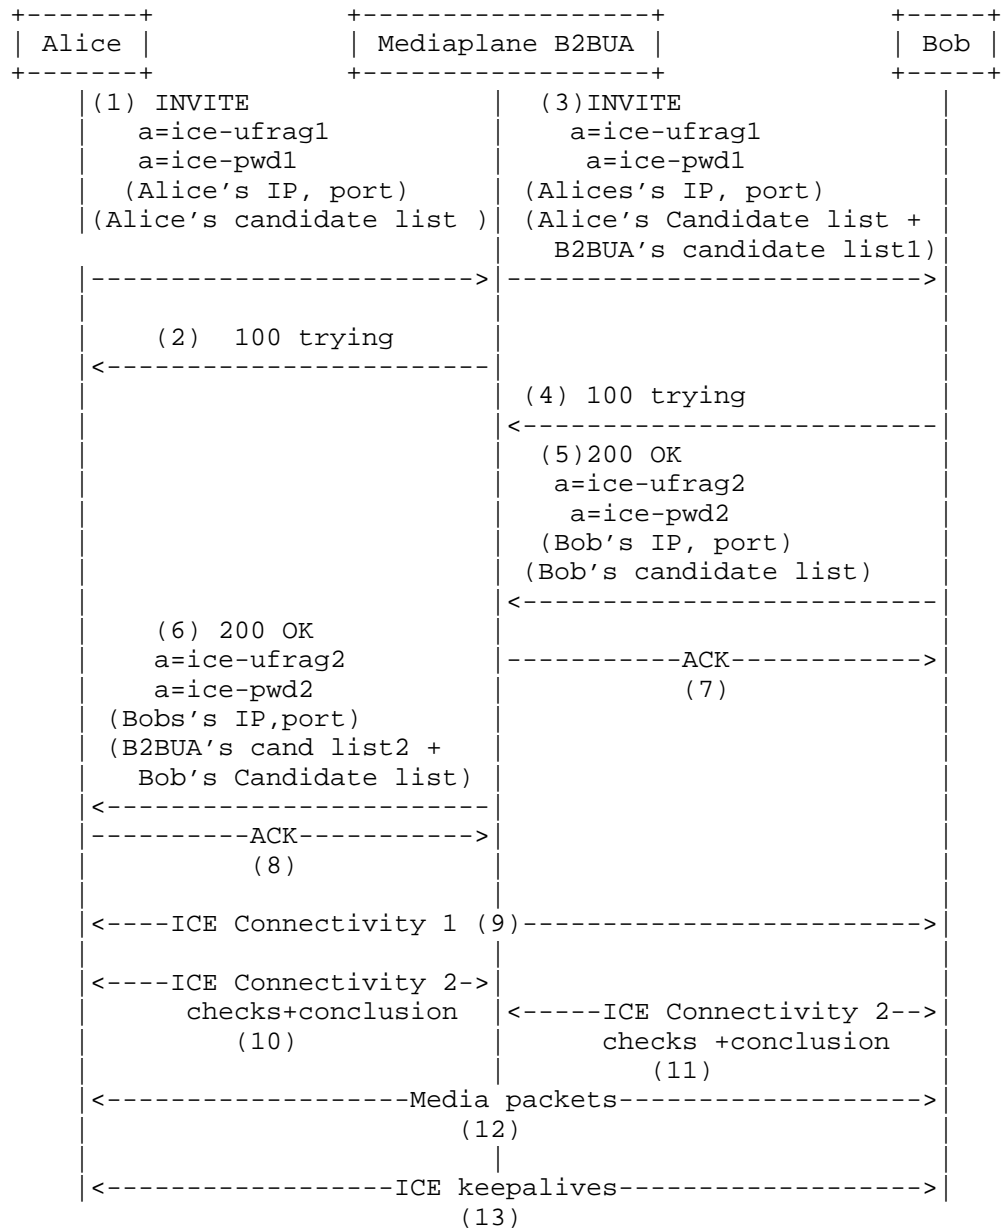 +-------+            +------------------+              +-----+
| Alice |            | Mediaplane B2BUA |              | Bob |
+-------+            +------------------+              +-----+
    |(1) INVITE               |  (3)INVITE                |
    |   a=ice-ufrag1          |    a=ice-ufrag1           |
    |   a=ice-pwd1            |     a=ice-pwd1            |
    |  (Alice's IP, port)     | (Alices's IP, port)       |
    |(Alice's candidate list )| (Alice's Candidate list + |
    |                         |   B2BUA's candidate list1)|
    |------------------------>|-------------------------->|
    |                         |                           |
    |    (2)  100 trying      |                           |
    |<------------------------|                           |
    |                         | (4) 100 trying            |
    |                         |<--------------------------|
    |                         |  (5)200 OK                |
    |                         |   a=ice-ufrag2            |
    |                         |    a=ice-pwd2             |
    |                         |  (Bob's IP, port)         |
    |                         | (Bob's candidate list)    |
    |                         |<--------------------------|
    |    (6) 200 OK           |                           |
    |    a=ice-ufrag2         |-----------ACK------------>|
    |    a=ice-pwd2           |           (7)             |
    | (Bobs's IP,port)        |                           |
    | (B2BUA's cand list2 +   |                           |
    |   Bob's Candidate list) |                           |
    |<------------------------|                           |
    |----------ACK----------->|                           |
    |          (8)            |                           |
    |                         |                           |
    |<----ICE Connectivity 1 (9)------------------------->|
    |                         |                           |
    |<----ICE Connectivity 2->|                           |
    |      checks+conclusion  |<-----ICE Connectivity 2-->|
    |          (10)           |      checks +conclusion   |
    |                         |         (11)              |
    |<-------------------Media packets------------------->|
    |                       (12)                          |
    |                         |                           |
    |<------------------ICE keepalives------------------->|
                            (13)